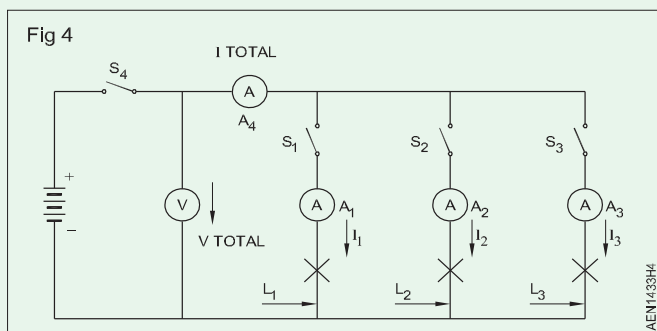 Fig 4
I TOTAL
S4
A
A4
S1
S2
S3
+
V
A
A1
A
A2
A
A3
–
V TOTAL
I1
I2
I3
L1
L2
L3
AEN1433H4